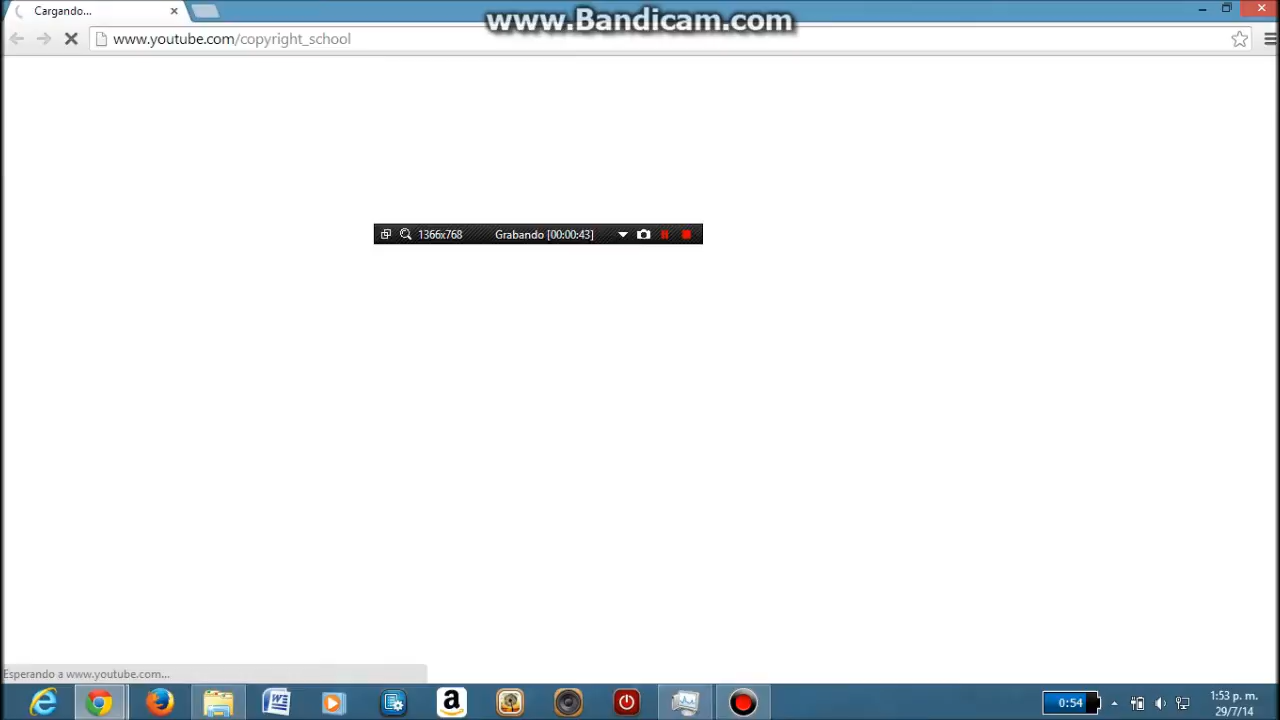 www.Bandicam.com
Cargando...
www.youtube.com/copyright_school
1366x768 Grabando [00:00:43]
Esperando a www.youtube.com...
0:54
1:53 p. m.
29/7/14